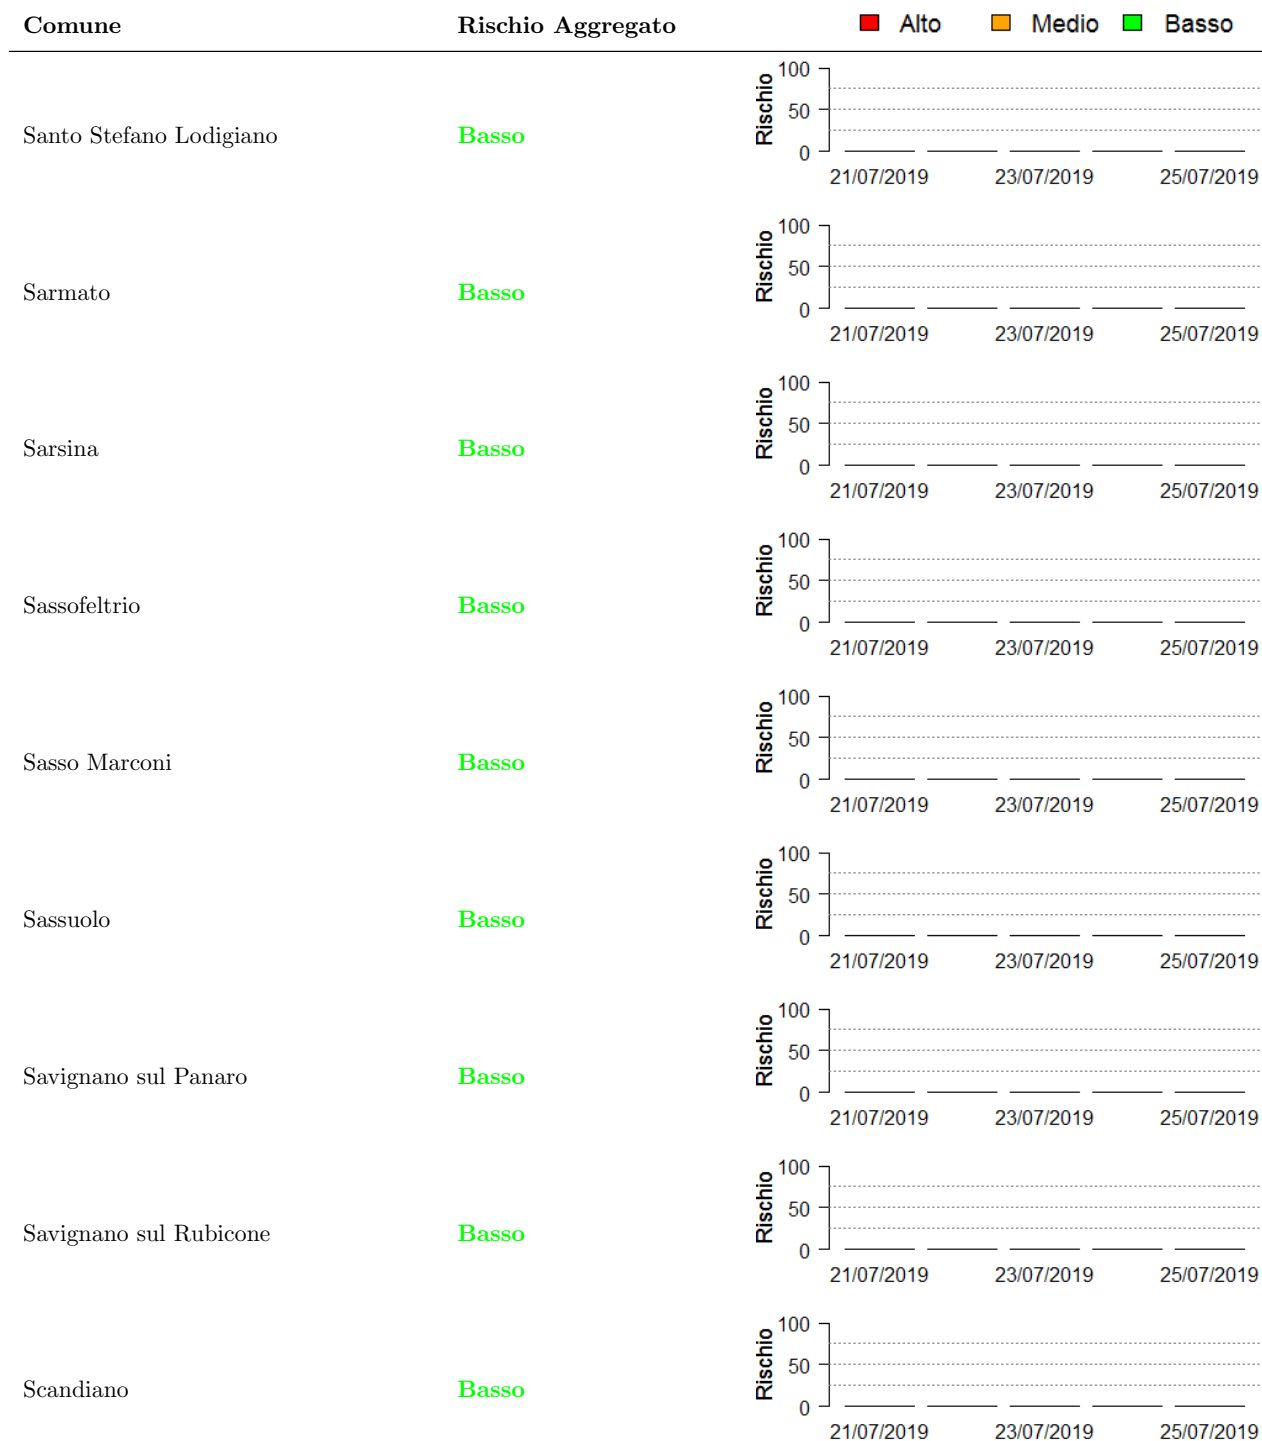 Comune Rischio Aggregato Alto Medio Basso
Santo Stefano Lodigiano Basso
Rischio
100
50
0
21/07/2019 23/07/2019 25/07/2019
Sarmato Basso
Rischio
100
50
0
21/07/2019 23/07/2019 25/07/2019
Sarsina Basso
Rischio
100
50
0
21/07/2019 23/07/2019 25/07/2019
Sassofeltrio Basso
Rischio
100
50
0
21/07/2019 23/07/2019 25/07/2019
Sasso Marconi Basso
Rischio
100
50
0
21/07/2019 23/07/2019 25/07/2019
Sassuolo Basso
Rischio
100
50
0
21/07/2019 23/07/2019 25/07/2019
Savignano sul Panaro Basso
Rischio
100
50
0
21/07/2019 23/07/2019 25/07/2019
Savignano sul Rubicone Basso
Rischio
100
50
0
21/07/2019 23/07/2019 25/07/2019
Scandiano Basso
Rischio
100
50
0
21/07/2019 23/07/2019 25/07/2019